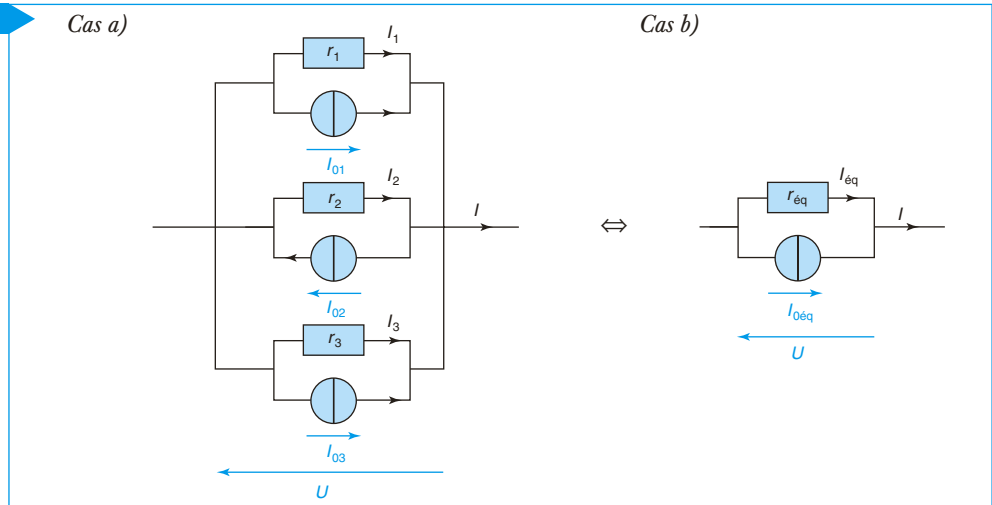 Cas a)
Cas b)
r1
I1
I01
r2
I2
I
I02
r3
I3
I03
U
⇔
réq
Iéq
I
I0éq
U